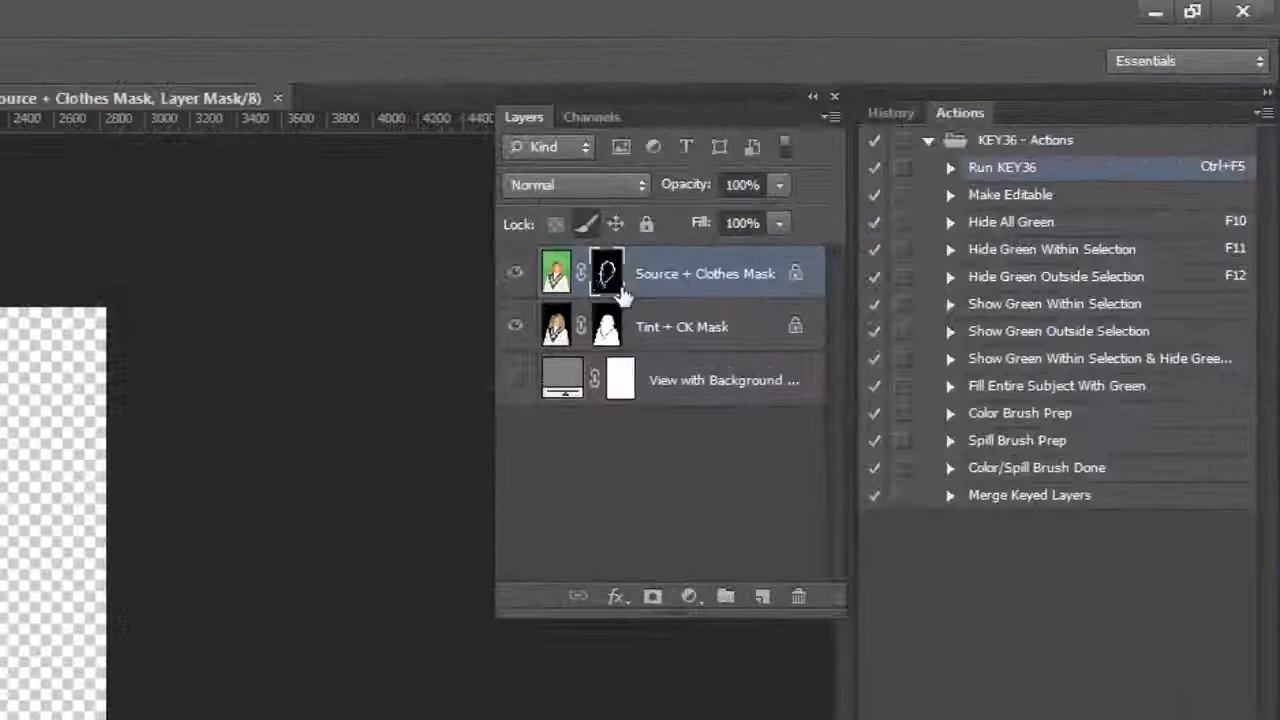 Essentials
ource + Clothes Mask, Layer Mask/8)
2400 2600 2800 3000 3200 3400 3600 3800 4000 4200 440
Layers Channels
Kind
Normal Opacity: 100%
Lock: Fill: 100%
Source + Clothes Mask
Tint + CK Mask
View with Background ...
History Actions
KEY36 - Actions
Run KEY36 Ctrl+F5
Make Editable
Hide All Green F10
Hide Green Within Selection F11
Hide Green Outside Selection F12
Show Green Within Selection
Show Green Outside Selection
Show Green Within Selection & Hide Gree...
Fill Entire Subject With Green
Color Brush Prep
Spill Brush Prep
Color/Spill Brush Done
Merge Keyed Layers